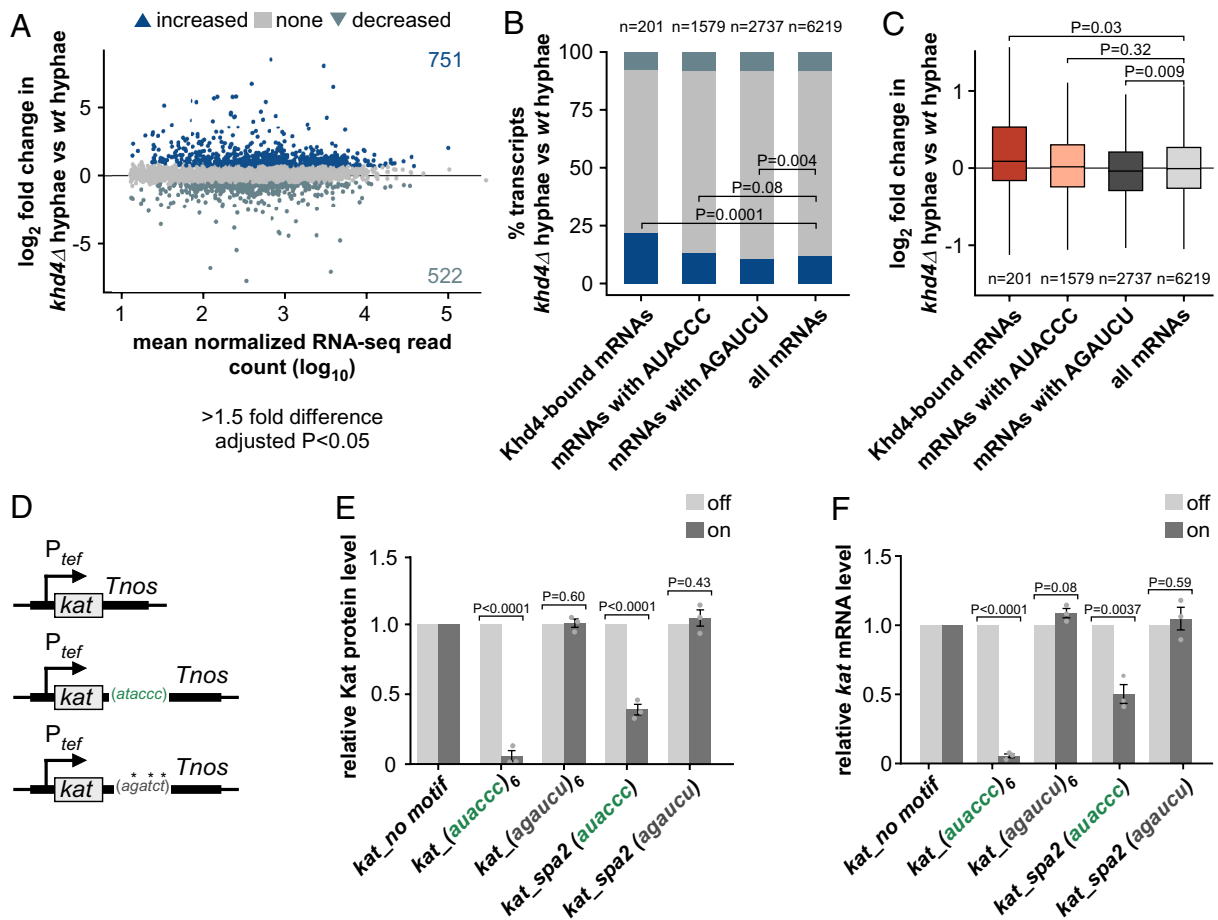 A
increased none decreased
log2 fold change in
khd4Δ hyphae vs wt hyphae
751
5
0
-5
522
1 2 3 4 5
mean normalized RNA-seq read
count (log10)
>1.5 fold difference
adjusted P<0.05
B
n=201 n=1579 n=2737 n=6219
% transcripts
khd4Δ hyphae vs wt hyphae
100
75
50
25
0
P=0.004
P=0.08
P=0.0001
Khd4-bound mRNAs
mRNAs with AUACCC
mRNAs with AGAUCU
all mRNAs
C
log2 fold change in
khd4Δ hyphae vs wt hyphae
P=0.03
P=0.32
P=0.009
1
0
-1
n=201 n=1579 n=2737 n=6219
Khd4-bound mRNAs
mRNAs with AUACCC
mRNAs with AGAUCU
all mRNAs
D
Ptef
Tnos
kat
Ptef
Tnos
kat (ataccc)
Ptef
Tnos
* * *
kat (agatct)
E
off
on
relative Kat protein level
1.5
1.0
0.5
0
P<0.0001
P=0.60
P<0.0001
P=0.43
kat_no motif
kat_(auaccc)6
kat_(agaucu)6
kat_spa2 (auaccc)
kat_spa2 (agaucu)
F
off
on
relative kat mRNA level
1.5
1.0
0.5
0
P<0.0001
P=0.08
P=0.0037
P=0.59
kat_no motif
kat_(auaccc)6
kat_(agaucu)6
kat_spa2 (auaccc)
kat_spa2 (agaucu)